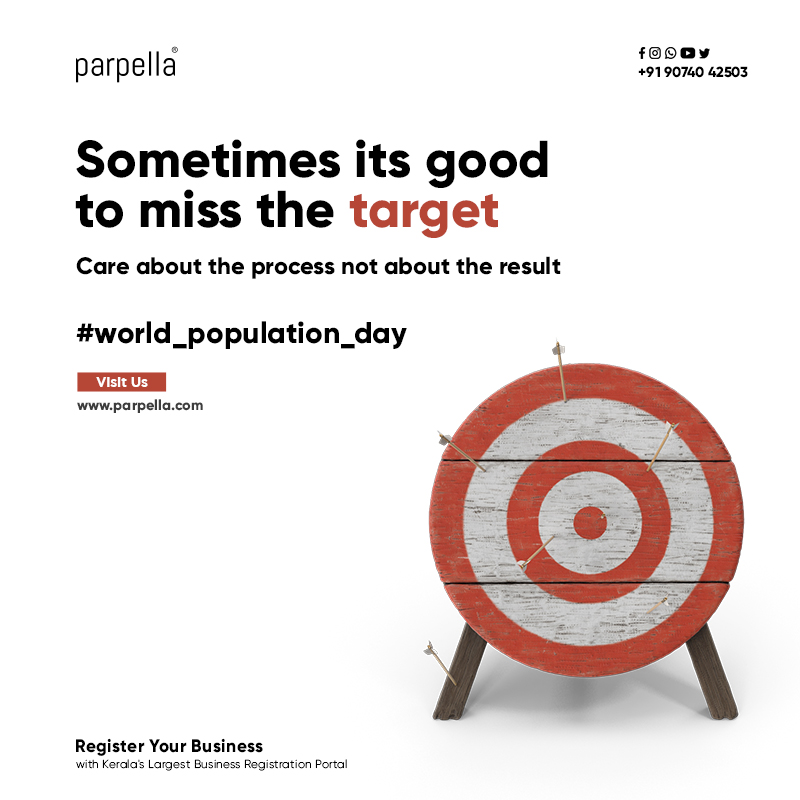 parpella®
+91 90740 42503
Sometimes its good
to miss the target
Care about the process not about the result
#world_population_day
Visit Us
www.parpella.com
Register Your Business
with Kerala's Largest Business Registration Portal